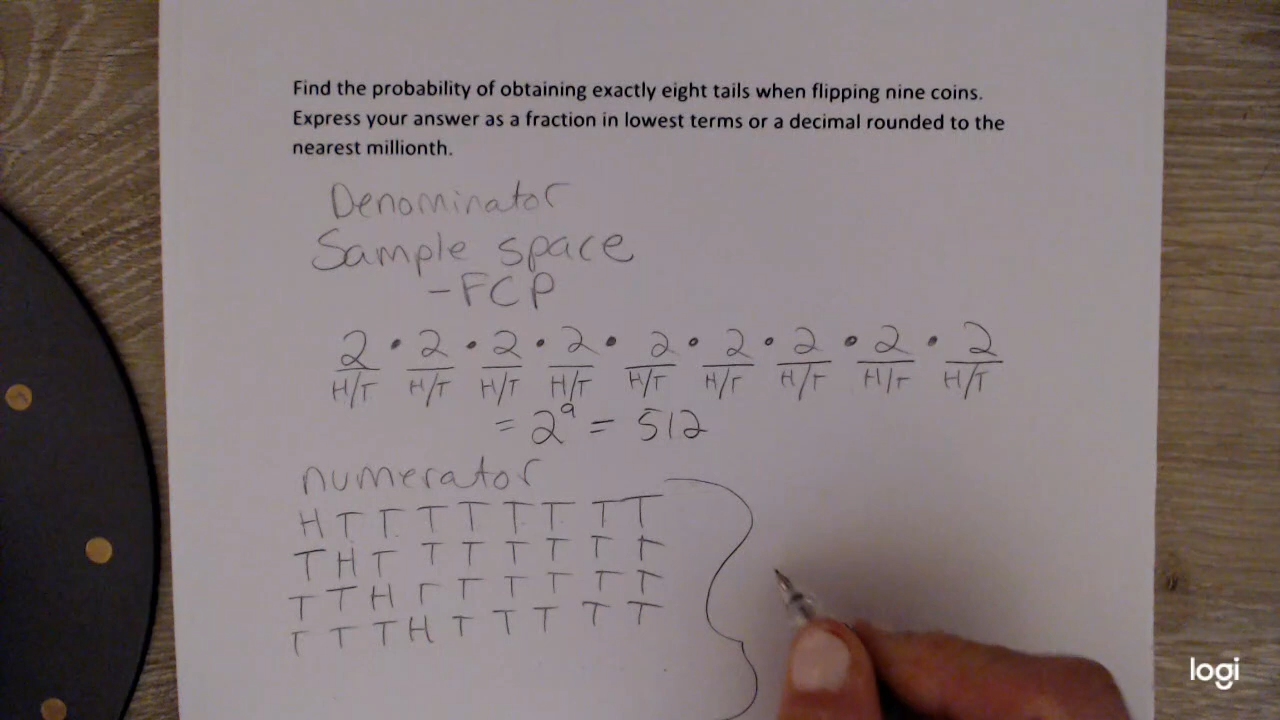 Find the probability of obtaining exactly eight tails when flipping nine coins.
Express your answer as a fraction in lowest terms or a decimal rounded to the
nearest millionth.
Denominator
Sample space
- FCP
2 • 2 • 2 • 2 • 2 • 2 • 2 • 2 • 2
H/T H/T H/T H/T H/T H/T H/T H/T H/T
= 2⁹ = 512
numerator
H T T T T T T T T
T H T T T T T T T
T T H T T T T T T
T T T H T T T T T
logi